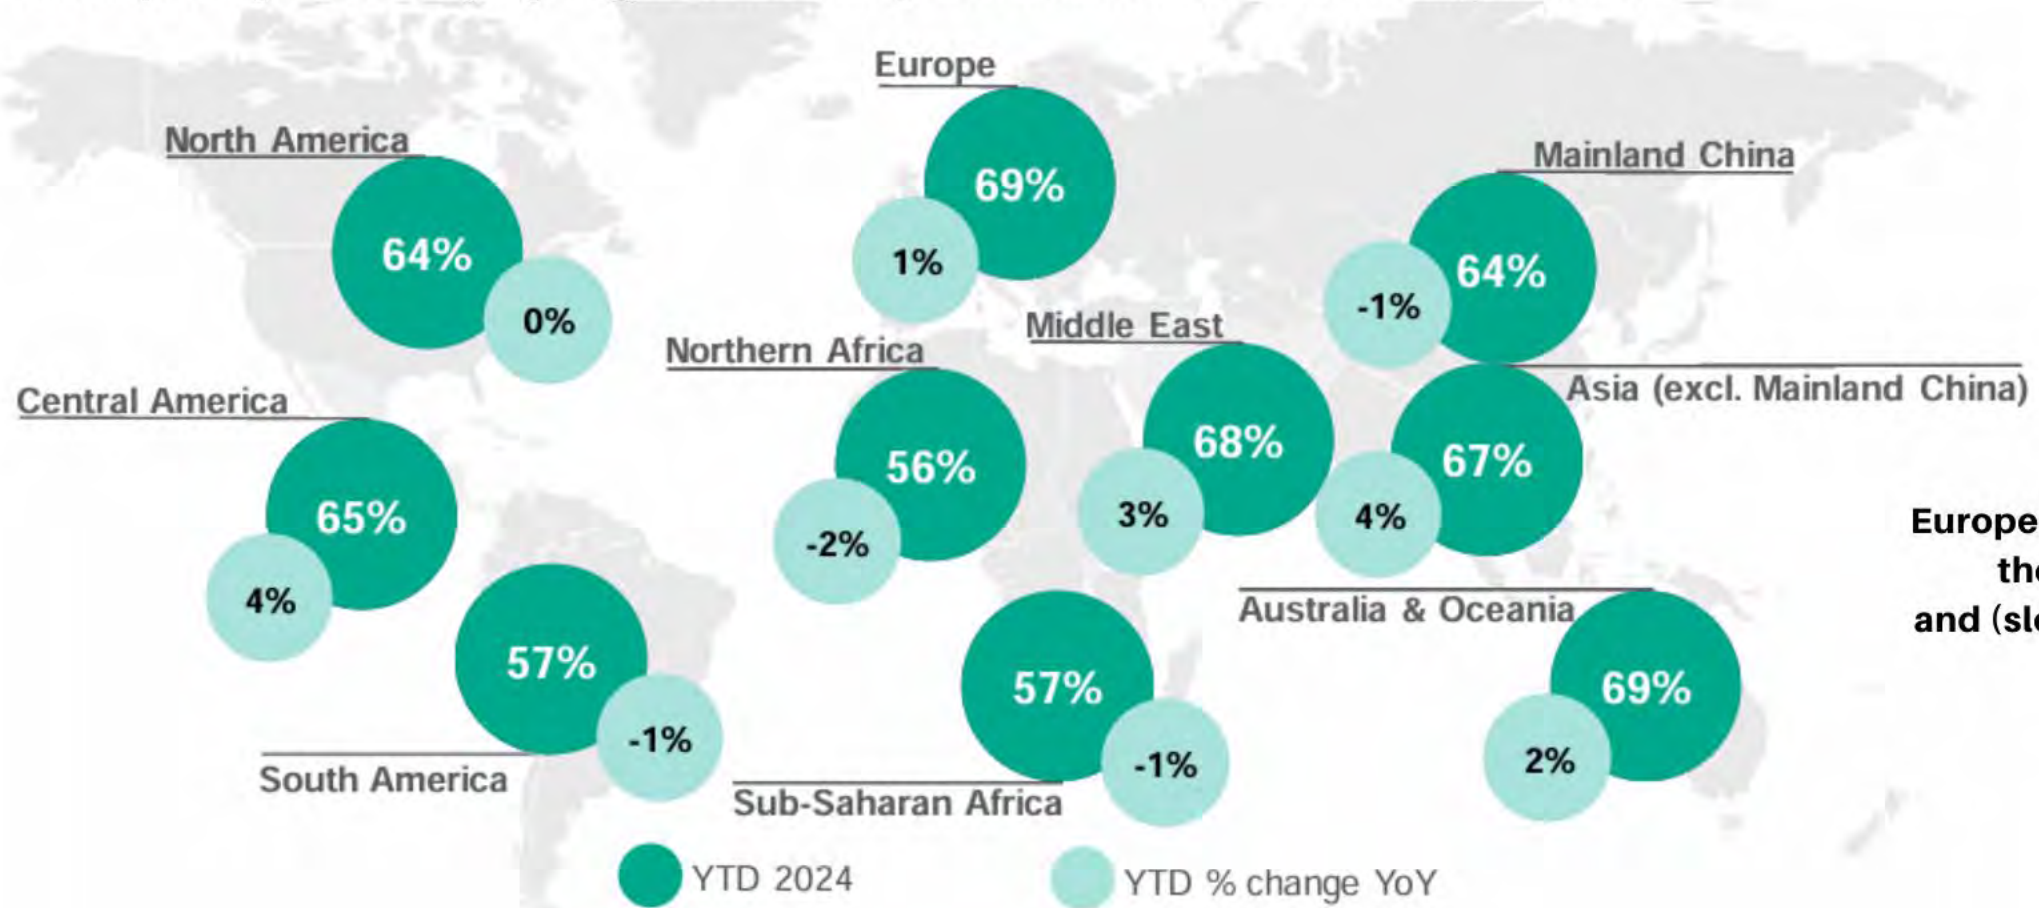 Europe
69%
1%
North America
64%
0%
Mainland China
64%
-1%
Middle East
68%
3%
Northern Africa
56%
-2%
Asia (excl. Mainland China)
67%
4%
Central America
65%
4%
Europe
and
Australia & Oceania
69%
2%
57%
-1%
South America
57%
-1%
Sub-Saharan Africa
YTD 2024
YTD % change YoY